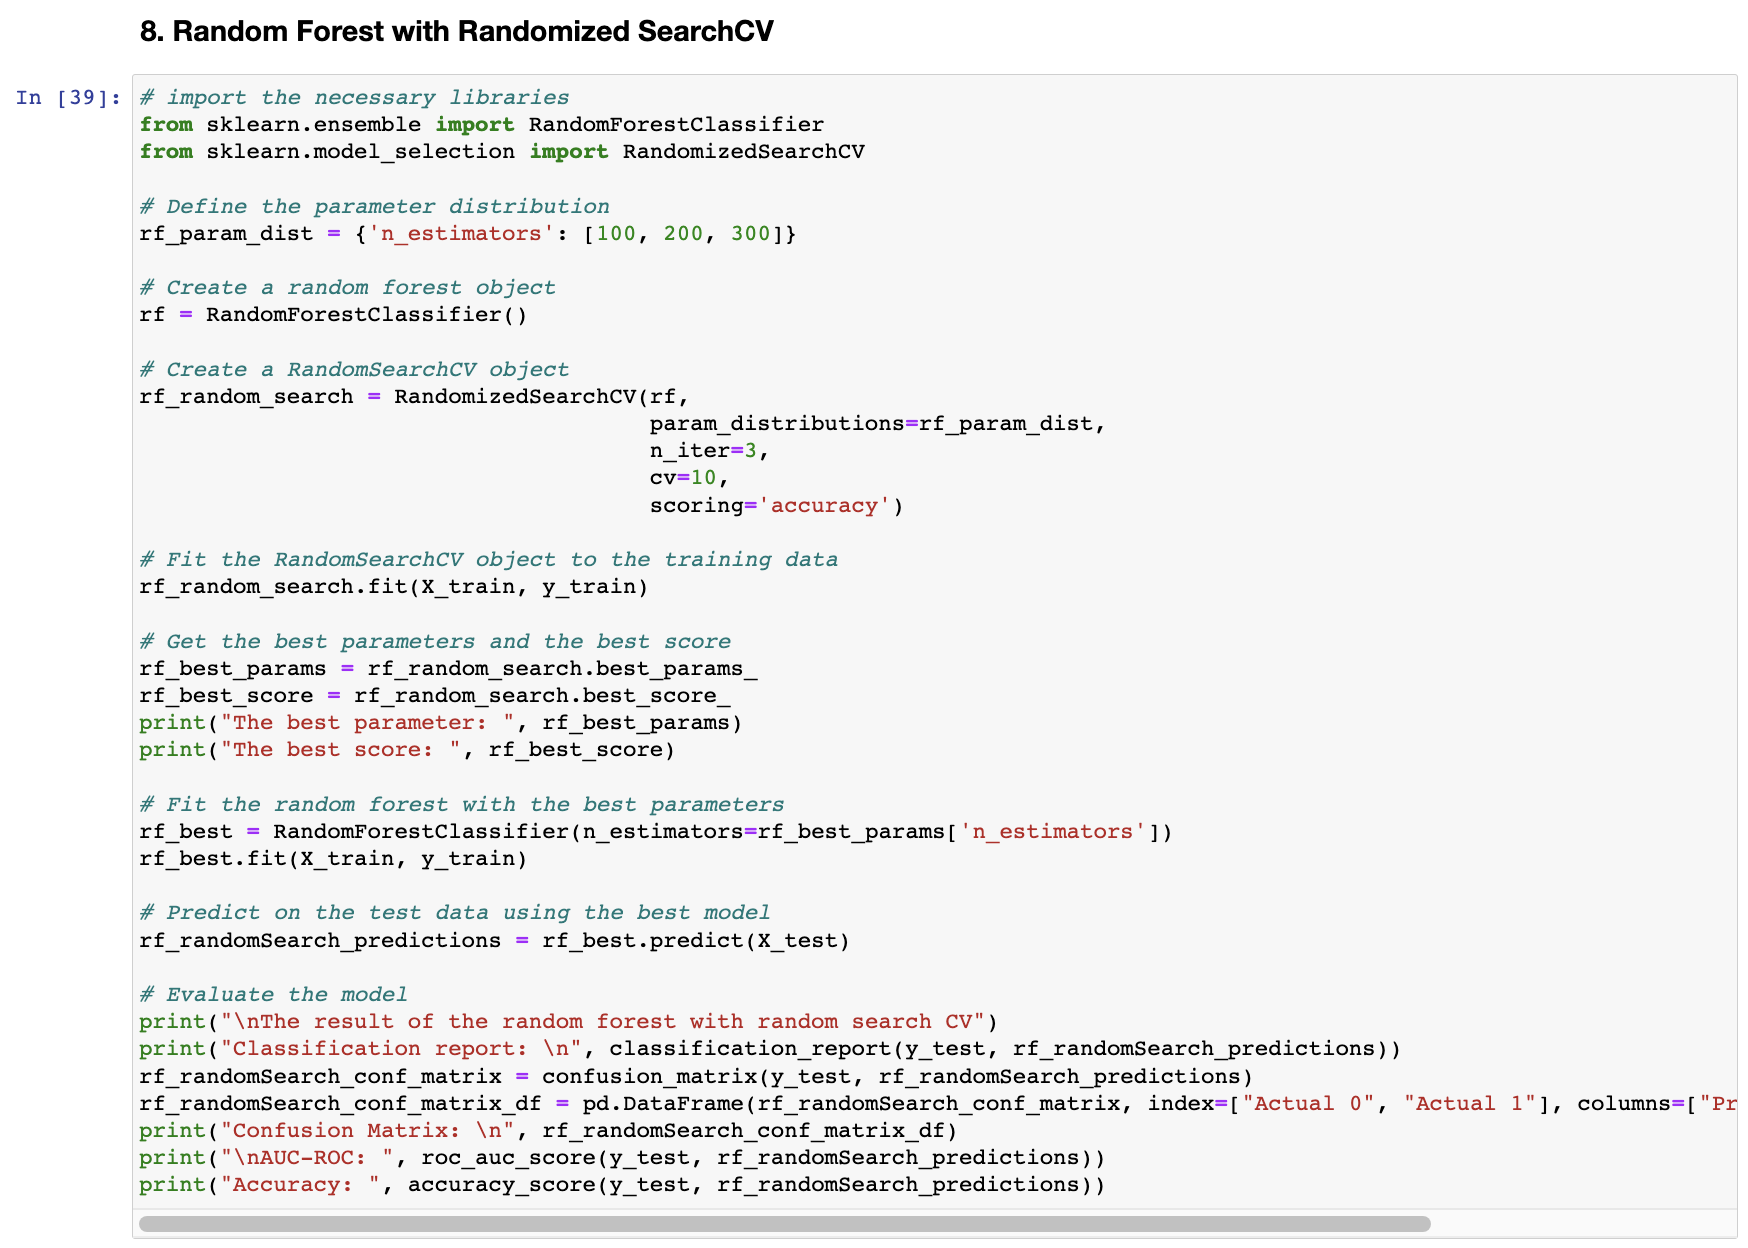 8. Random Forest with Randomized SearchCV
In [39]:
# import the necessary libraries
from sklearn.ensemble import RandomForestClassifier
from sklearn.model_selection import RandomizedSearchCV
# Define the parameter distribution
rf_param_dist = {'n_estimators': [100, 200, 300]}
# Create a random forest object
rf = RandomForestClassifier()
# Create a RandomSearchCV object
rf_random_search = RandomizedSearchCV(rf,
param_distributions=rf_param_dist,
n_iter=3,
cv=10,
scoring='accuracy')
# Fit the RandomSearchCV object to the training data
rf_random_search.fit(X_train, y_train)
# Get the best parameters and the best score
rf_best_params = rf_random_search.best_params_
rf_best_score = rf_random_search.best_score_
print("The best parameter: ", rf_best_params)
print("The best score: ", rf_best_score)
# Fit the random forest with the best parameters
rf_best = RandomForestClassifier(n_estimators=rf_best_params['n_estimators'])
rf_best.fit(X_train, y_train)
# Predict on the test data using the best model
rf_randomSearch_predictions = rf_best.predict(X_test)
# Evaluate the model
print("\nThe result of the random forest with random search CV")
print("Classification report: \n", classification_report(y_test, rf_randomSearch_predictions))
rf_randomSearch_conf_matrix = confusion_matrix(y_test, rf_randomSearch_predictions)
rf_randomSearch_conf_matrix_df = pd.DataFrame(rf_randomSearch_conf_matrix, index=["Actual 0", "Actual 1"], columns=["Pr
print("Confusion Matrix: \n", rf_randomSearch_conf_matrix_df)
print("\nAUC-ROC: ", roc_auc_score(y_test, rf_randomSearch_predictions))
print("Accuracy: ", accuracy_score(y_test, rf_randomSearch_predictions))